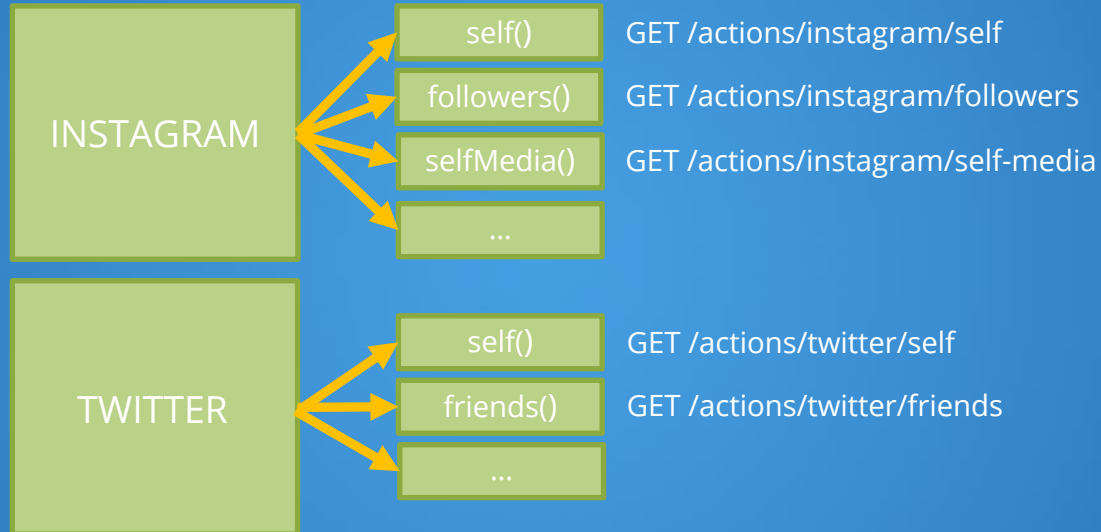 INSTAGRAM
self() GET /actions/instagram/self
followers() GET /actions/instagram/followers
selfMedia() GET /actions/instagram/self-media
...
TWITTER
self() GET /actions/twitter/self
friends() GET /actions/twitter/friends
...